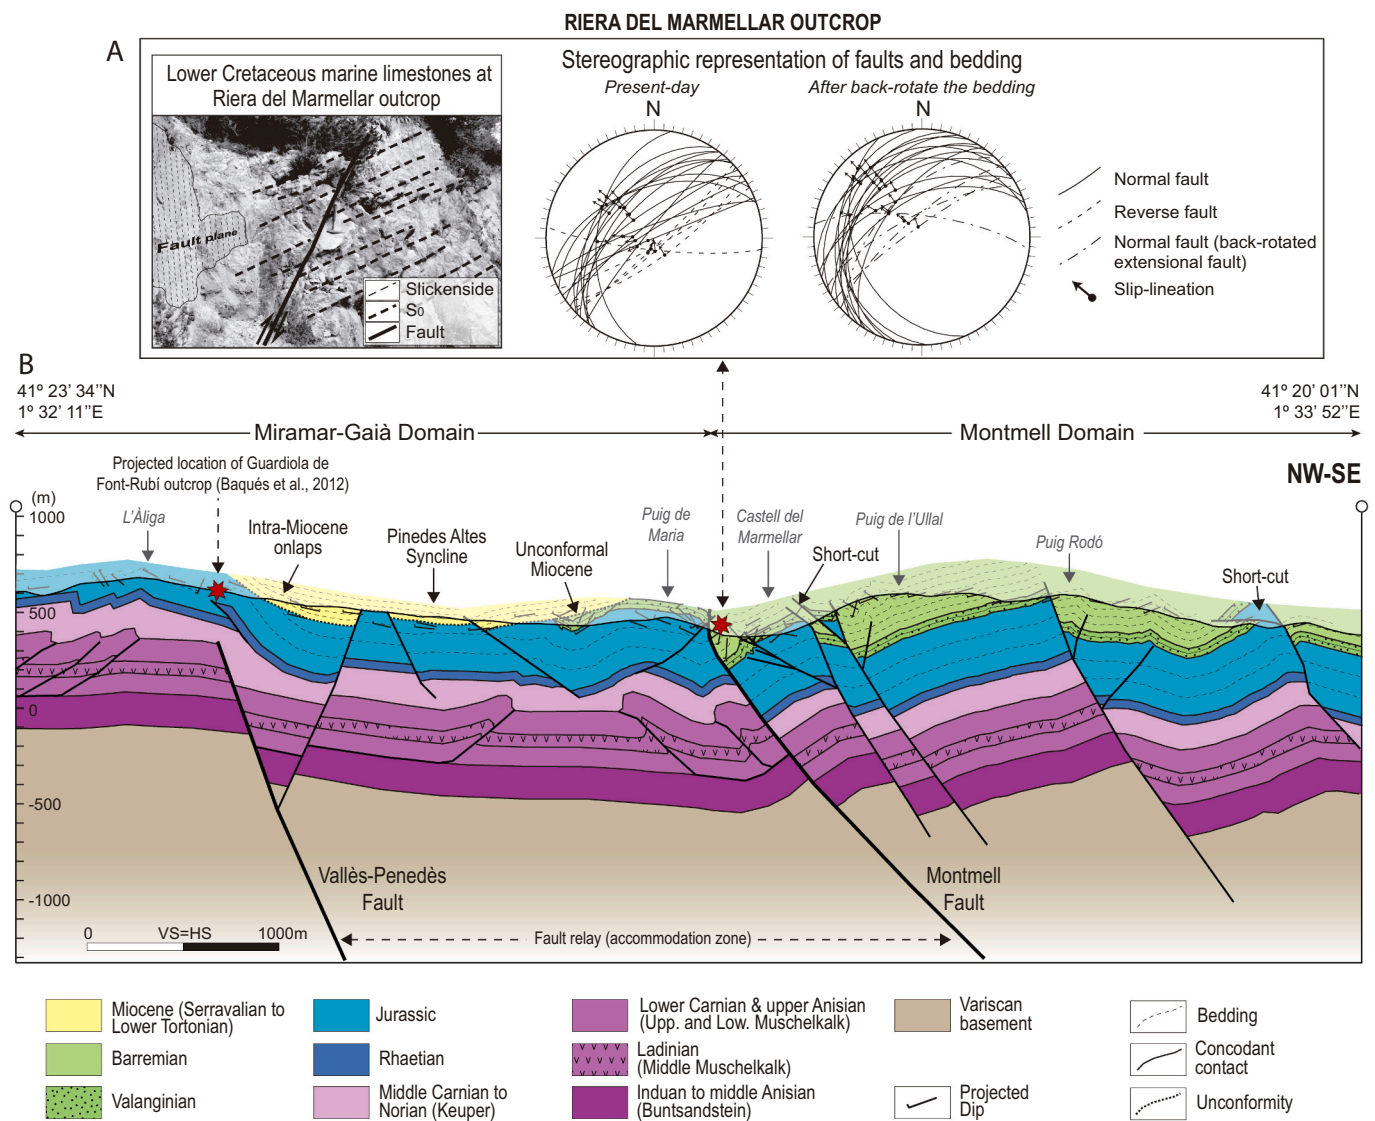 RIERA DEL MARMELLAR OUTCROP
A
Lower Cretaceous marine limestones at
Riera del Marmellar outcrop
Fault plane
Slickenside
S0
Fault
Stereographic representation of faults and bedding
Present-day
After back-rotate the bedding
N
N
Normal fault
Reverse fault
Normal fault (back-rotated
extensional fault)
Slip-lineation
B
41º 23' 34''N
1º 32' 11''E
41º 20' 01''N
1º 33' 52''E
Miramar-Gaià Domain
Montmell Domain
NW-SE
Projected location of Guardiola de
Font-Rubí outcrop (Baqués et al., 2012)
(m)
1000
500
0
-500
-1000
L'Àliga
Intra-Miocene
onlaps
Pinedes Altes
Syncline
Unconformal
Miocene
Puig de
Maria
Castell del
Marmellar
Short-cut
Puig de l'Ullal
Puig Rodó
Short-cut
Vallès-Penedès
Fault
Montmell
Fault
0
VS=HS
1000m
Fault relay (accommodation zone)
Miocene (Serravalian to
Lower Tortonian)
Barremian
Valanginian
Jurassic
Rhaetian
Middle Carnian to
Norian (Keuper)
Lower Carnian & upper Anisian
(Upp. and Low. Muschelkalk)
Ladinian
(Middle Muschelkalk)
Induan to middle Anisian
(Buntsandstein)
Variscan
basement
Projected
Dip
Bedding
Concodant
contact
Unconformity